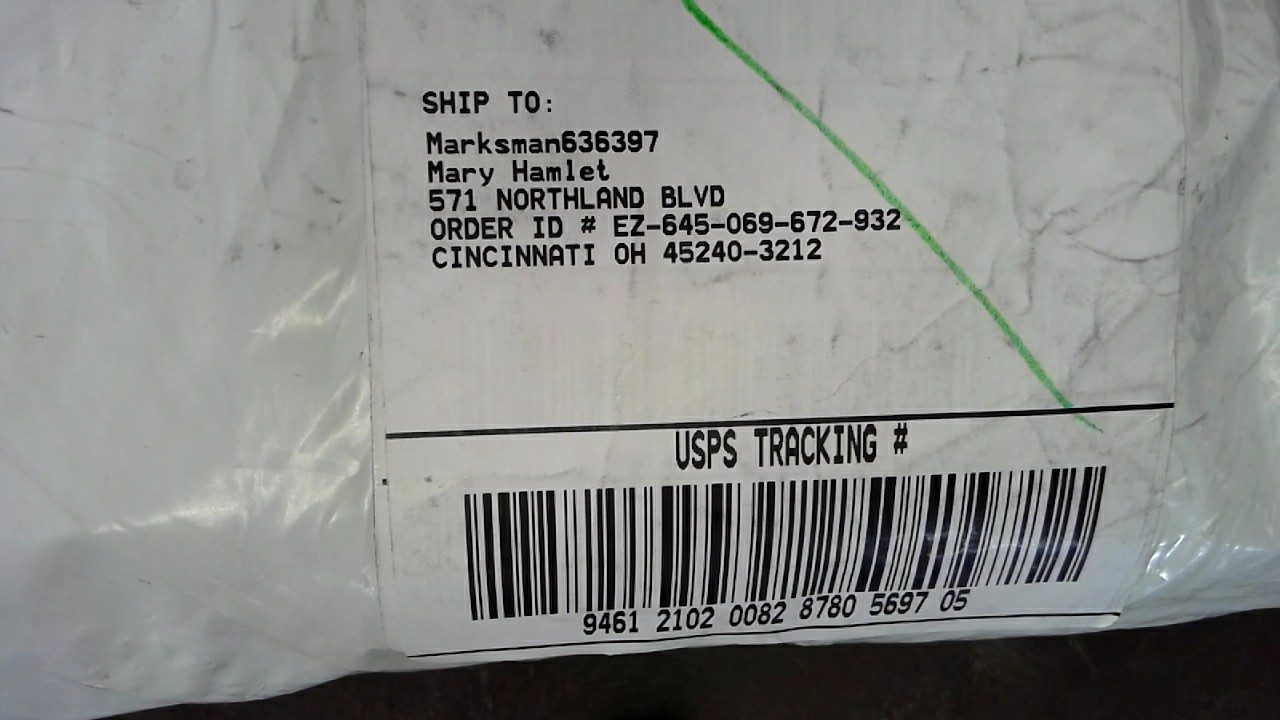 SHIP TO:
Marksman636397
Mary Hamlet
571 NORTHLAND BLVD
ORDER ID # EZ-645-069-672-932
CINCINNATI OH 45240-3212
USPS TRACKING #
9461 2102 0082 8780 5697 05